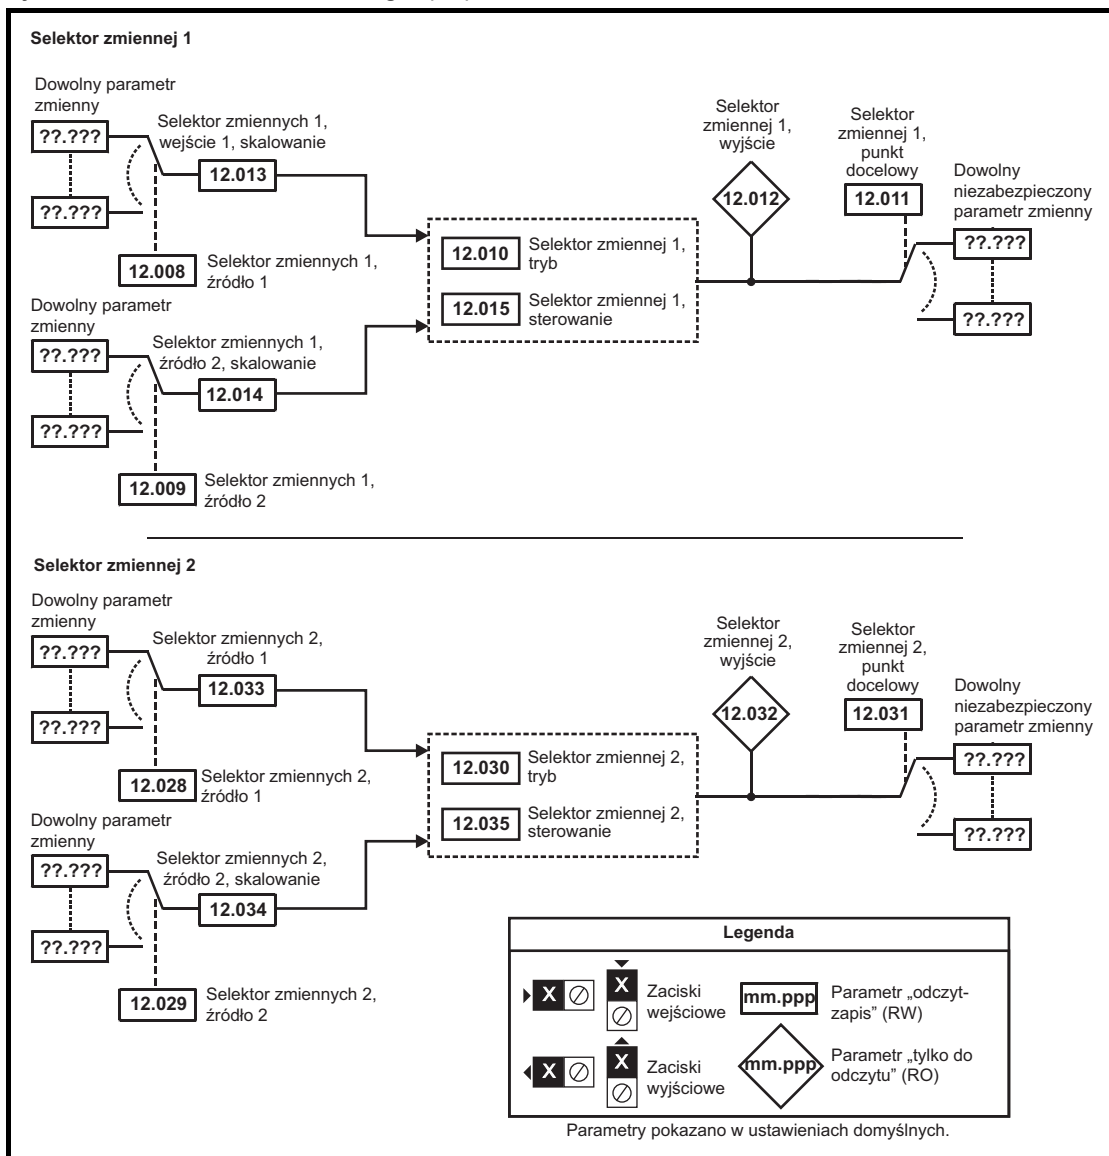 Selektor zmiennej 1
Dowolny parametr
zmienny
??.???
??.???
Selektor zmiennych 1,
wejście 1, skalowanie
12.013
12.008
Selektor zmiennych 1,
źródło 1
Dowolny parametr
zmienny
??.???
??.???
Selektor zmiennych 1,
źródło 2, skalowanie
12.014
12.009
Selektor zmiennych 1,
źródło 2
12.010
Selektor zmiennej 1,
tryb
12.015
Selektor zmiennej 1,
sterowanie
Selektor
zmiennej 1,
wyjście
12.012
Selektor
zmiennej 1,
punkt
docelowy
12.011
Dowolny
niezabezpieczony
parametr zmienny
??.???
??.???
Selektor zmiennej 2
Dowolny parametr
zmienny
??.???
??.???
Selektor zmiennych 2,
źródło 1
12.033
12.028
Selektor zmiennych 2,
źródło 1
Dowolny parametr
zmienny
??.???
??.???
Selektor zmiennych 2,
źródło 2, skalowanie
12.034
12.029
Selektor zmiennych 2,
źródło 2
12.030
Selektor zmiennej 2,
tryb
12.035
Selektor zmiennej 2,
sterowanie
Selektor
zmiennej 2,
wyjście
12.032
Selektor
zmiennej 2,
punkt
docelowy
12.031
Dowolny
niezabezpieczony
parametr zmienny
??.???
??.???
Legenda
X
X
Zaciski
wejściowe
mm.ppp
Parametr „odczyt-
zapis” (RW)
X
X
Zaciski
wyjściowe
mm.ppp
Parametr „tylko do
odczytu” (RO)
Parametry pokazano w ustawieniach domyślnych.